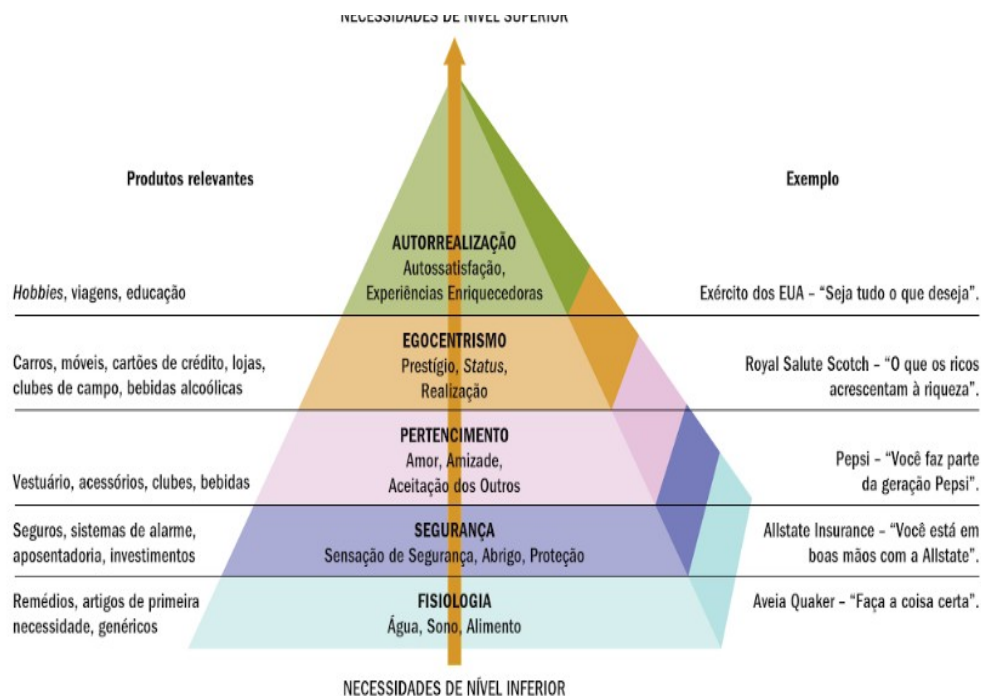 NECESSIDADES DE NÍVEL SUPERIOR
Produtos relevantes
Exemplo
AUTORREALIZAÇÃO
Autossatisfação,
Experiências Enriquecedoras
Hobbies, viagens, educação
Exército dos EUA – “Seja tudo o que deseja”.
EGOCENTRISMO
Prestígio, Status,
Realização
Carros, móveis, cartões de crédito, lojas,
clubes de campo, bebidas alcoólicas
Royal Salute Scotch – “O que os ricos
acrescentam à riqueza”.
PERTENCIMENTO
Amor, Amizade,
Aceitação dos Outros
Vestuário, acessórios, clubes, bebidas
Pepsi – “Você faz parte
da geração Pepsi”.
SEGURANÇA
Sensação de Segurança, Abrigo, Proteção
Seguros, sistemas de alarme,
aposentadoria, investimentos
Allstate Insurance – “Você está em
boas mãos com a Allstate”.
FISIOLOGIA
Água, Sono, Alimento
Remédios, artigos de primeira
necessidade, genéricos
Aveia Quaker – “Faça a coisa certa”.
NECESSIDADES DE NÍVEL INFERIOR